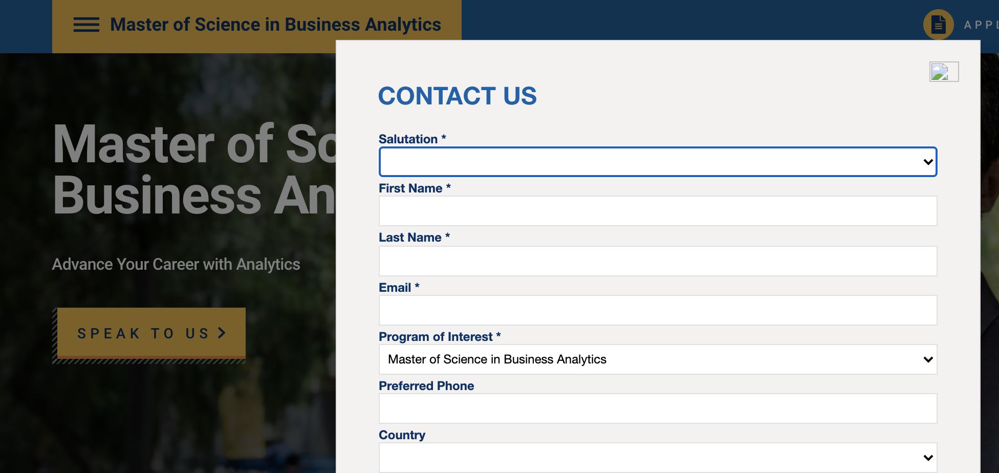 Master of Science in Business Analytics
APPL
CONTACT US
Master of Sc
Business An
Advance Your Career with Analytics
SPEAK TO US
Salutation *
First Name *
Last Name *
Email *
Program of Interest *
Master of Science in Business Analytics
Preferred Phone
Country